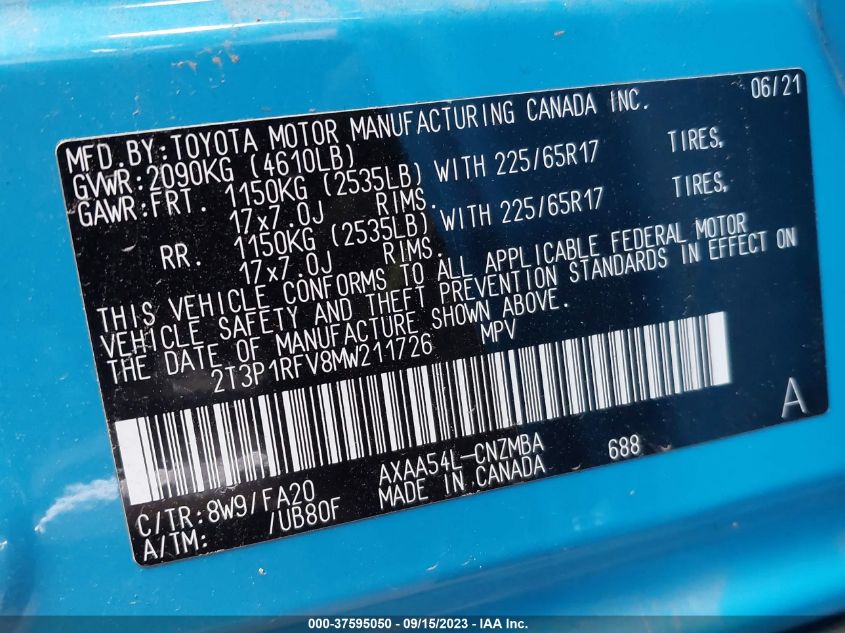 MFD.BY:TOYOTA MOTOR MANUFACTURING CANADA INC. 06/21
GVWR:2090KG (4610LB)
GAWR:FRT. 1150KG (2535LB) WITH 225/65R17 TIRES,
17x7.0J RIMS.
RR. 1150KG (2535LB) WITH 225/65R17 TIRES,
17x7.0J RIMS.
THIS VEHICLE CONFORMS TO ALL APPLICABLE FEDERAL MOTOR
VEHICLE SAFETY AND THEFT PREVENTION STANDARDS IN EFFECT ON
THE DATE OF MANUFACTURE SHOWN ABOVE.
2T3P1RFV8MW211726 MPV
A
C/TR:8W9/FA20 AXAA54L-CNZMBA 688
A/TM: /UB80F MADE IN CANADA
000-37595050 - 09/15/2023 - IAA Inc.